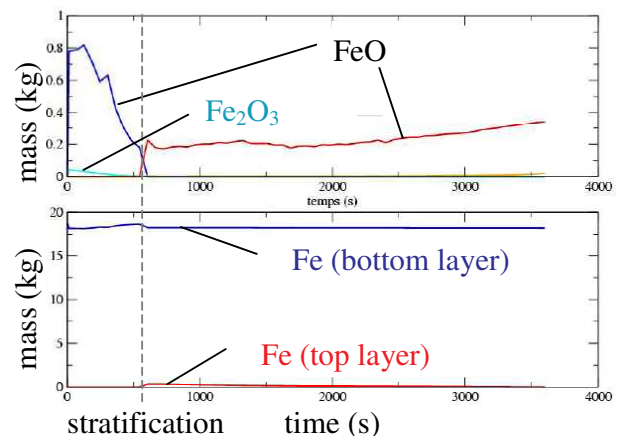 1
0.8
0.6
0.4
0.2
0
mass (kg)
FeO
Fe2O3
0 1000 2000 3000 4000
temps (s)
20
15
10
5
0
mass (kg)
Fe (bottom layer)
Fe (top layer)
0 1000 2000 3000 4000
stratification time (s)